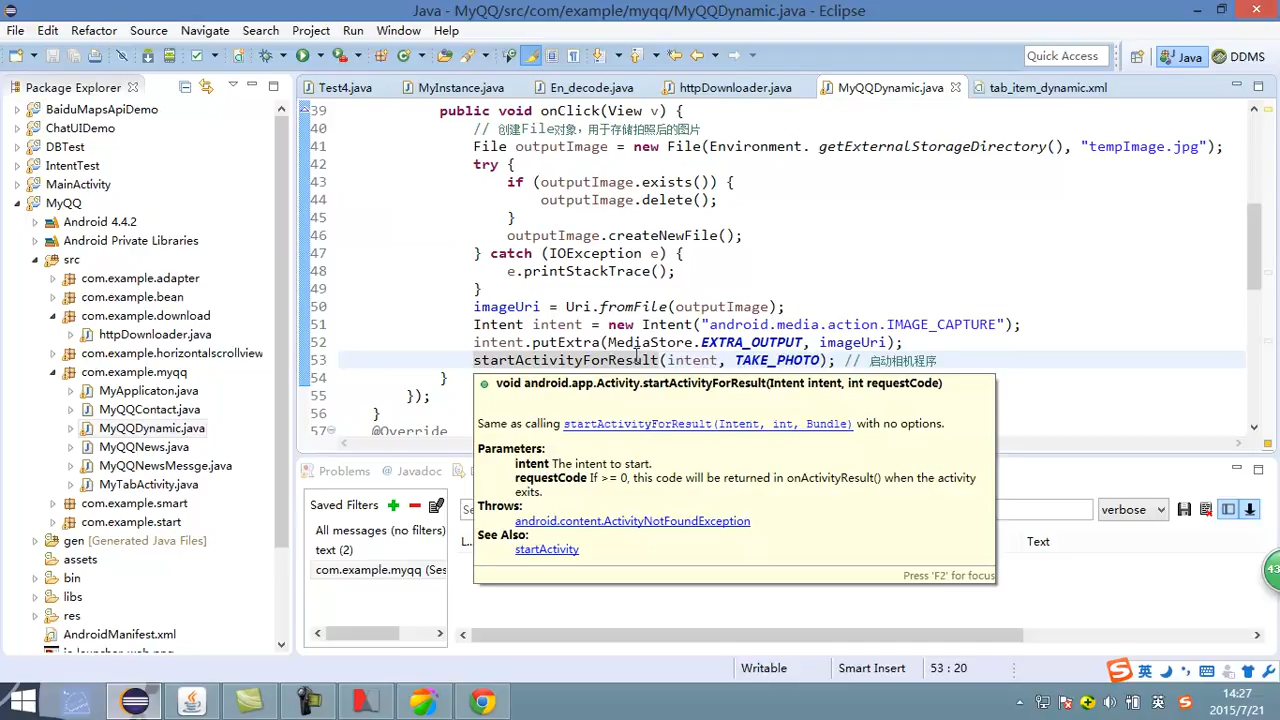 Java - MyQQ/src/com/example/myqq/MyQQDynamic.java - Eclipse
File Edit Refactor Source Navigate Search Project Run Window Help
Quick Access
Java
DDMS
Package Explorer
Test4.java
MyInstance.java
En_decode.java
httpDownloader.java
MyQQDynamic.java
tab_item_dynamic.xml
BaiduMapsApiDemo
ChatUIDemo
DBTest
IntentTest
MainActivity
MyQQ
Android 4.4.2
Android Private Libraries
src
com.example.adapter
com.example.bean
com.example.download
httpDownloader.java
com.example.horizontalscrollview
com.example.myqq
MyApplicaton.java
MyQQContact.java
MyQQDynamic.java
MyQQNews.java
MyQQNewsMessge.java
MyTabActivity.java
com.example.smart
com.example.start
gen [Generated Java Files]
assets
bin
libs
res
AndroidManifest.xml
39 public void onClick(View v) {
40 // 创建File对象，用于存储拍照后的图片
41 File outputImage = new File(Environment. getExternalStorageDirectory(), "tempImage.jpg");
42 try {
43 if (outputImage.exists()) {
44 outputImage.delete();
45 }
46 outputImage.createNewFile();
47 } catch (IOException e) {
48 e.printStackTrace();
49 }
50 imageUri = Uri.fromFile(outputImage);
51 Intent intent = new Intent("android.media.action.IMAGE_CAPTURE");
52 intent.putExtra(MediaStore.EXTRA_OUTPUT, imageUri);
53 startActivityForResult(intent, TAKE_PHOTO); // 启动相机程序
54 }
55 });
56 }
57 @Override
void android.app.Activity.startActivityForResult(Intent intent, int requestCode)
Same as calling startActivityForResult(Intent, int, Bundle) with no options.
Parameters:
intent The intent to start.
requestCode If >= 0, this code will be returned in onActivityResult() when the activity
exits.
Throws:
android.content.ActivityNotFoundException
See Also:
startActivity
Press 'F2' for focus
Problems
Javadoc
Saved Filters
All messages (no filters)
text (2)
com.example.myqq (Ses
Se
verbose
L...
Text
43
Writable
Smart Insert
53 : 20
英
英
14:27
2015/7/21